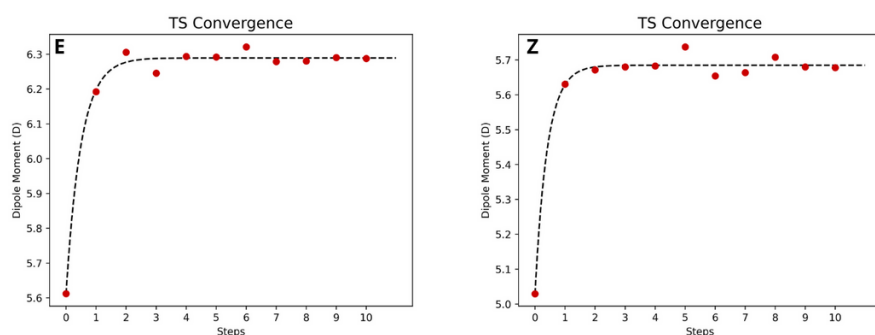 TS Convergence
E
Dipole Moment (D)
6.3
6.2
6.1
6.0
5.9
5.8
5.7
5.6
0 1 2 3 4 5 6 7 8 9 10
Steps
TS Convergence
Z
Dipole Moment (D)
5.7
5.6
5.5
5.4
5.3
5.2
5.1
5.0
0 1 2 3 4 5 6 7 8 9 10
Steps